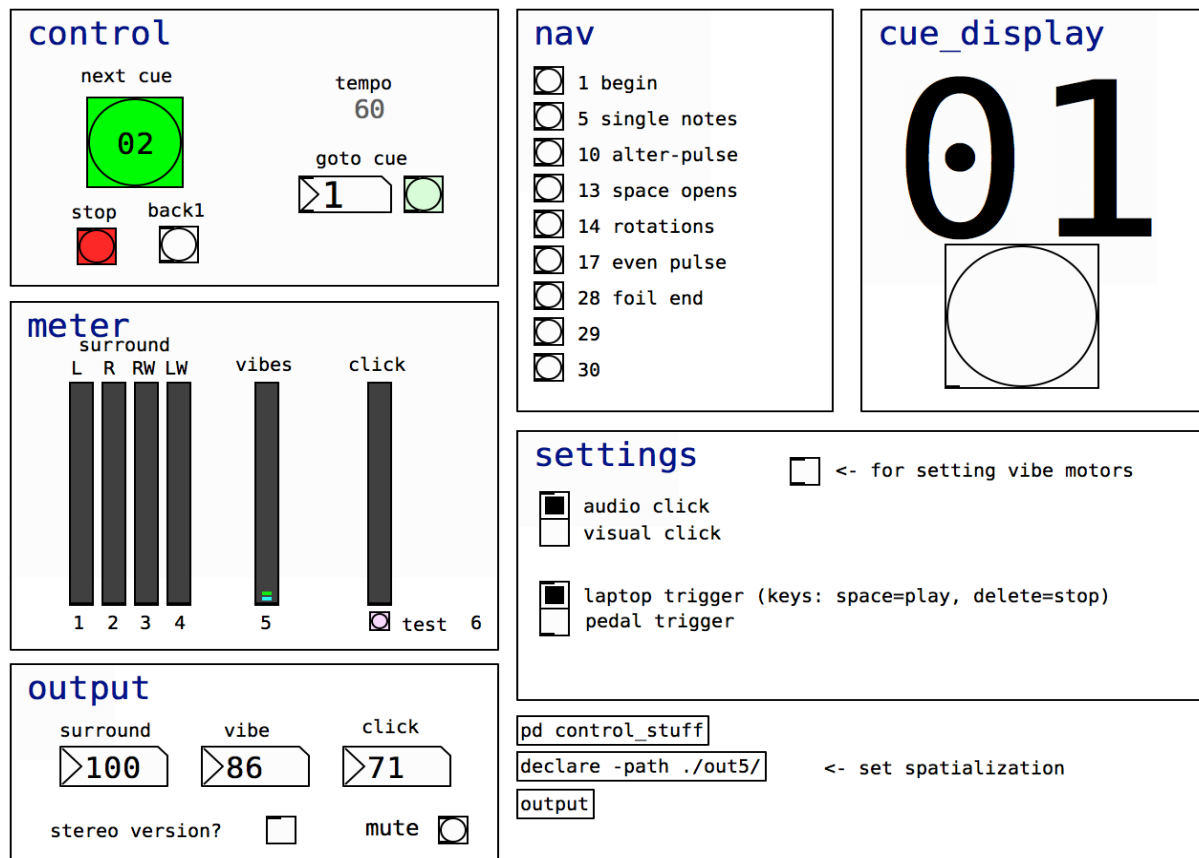 control
next cue
02
stop
back1
tempo
60
goto cue
1
meter
surround
L R RW LW
vibes
click
1 2 3 4
5
test 6
output
surround
100
vibe
86
click
71
stereo version?
mute
nav
1 begin
5 single notes
10 alter-pulse
13 space opens
14 rotations
17 even pulse
28 foil end
29
30
cue_display
01
settings
<- for setting vibe motors
audio click
visual click
laptop trigger (keys: space=play, delete=stop)
pedal trigger
pd control_stuff
declare -path ./out5/
<- set spatialization
output